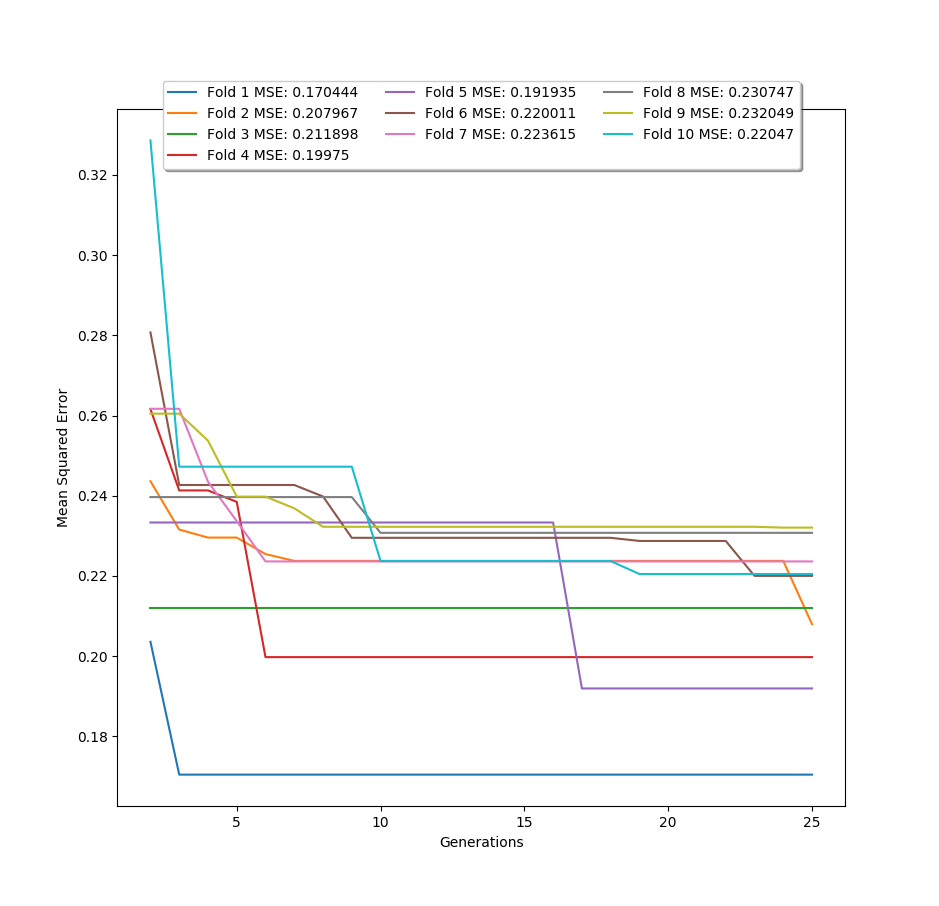 Fold 1 MSE: 0.170444
Fold 2 MSE: 0.207967
Fold 3 MSE: 0.211898
Fold 4 MSE: 0.19975
Fold 5 MSE: 0.191935
Fold 6 MSE: 0.220011
Fold 7 MSE: 0.223615
Fold 8 MSE: 0.230747
Fold 9 MSE: 0.232049
Fold 10 MSE: 0.22047
Mean Squared Error
0.32
0.30
0.28
0.26
0.24
0.22
0.20
0.18
5 10 15 20 25
Generations